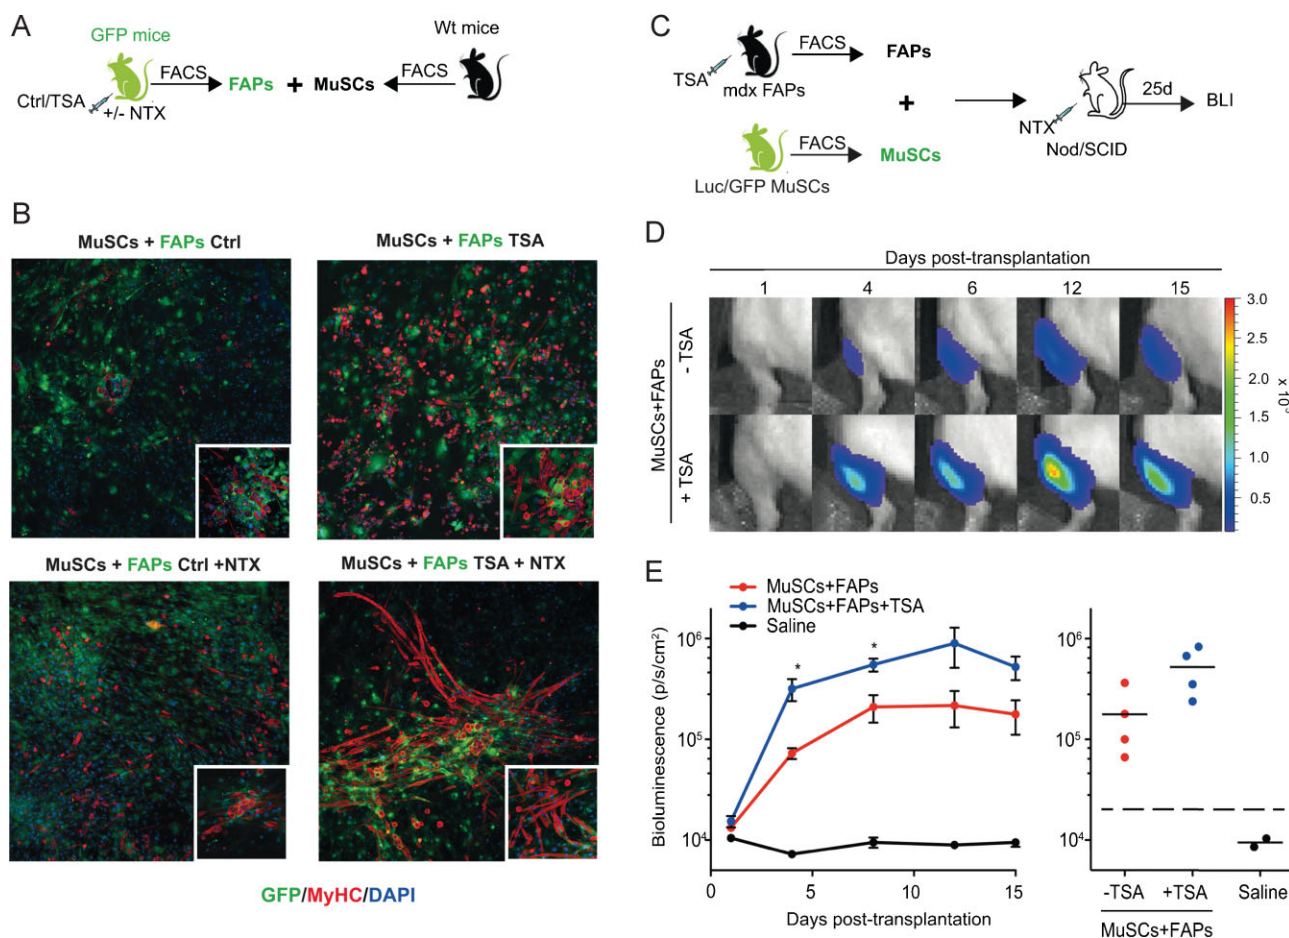 A
GFP mice
Wt mice
FACS
FAPs + MuSCs
FACS
Ctrl/TSA
+/- NTX
B
MuSCs + FAPs Ctrl
MuSCs + FAPs TSA
MuSCs + FAPs Ctrl +NTX
MuSCs + FAPs TSA + NTX
GFP/MyHC/DAPI
C
FACS
FAPs
TSA
mdx FAPs
+
25d
BLI
NTX
Nod/SCID
FACS
MuSCs
Luc/GFP MuSCs
D
Days post-transplantation
1 4 6 12 15
MuSCs+FAPs
- TSA
+ TSA
3.0
2.5
2.0
1.5
1.0
0.5
E
MuSCs+FAPs
MuSCs+FAPs+TSA
Saline
Bioluminescence (p/s/cm²)
10⁶
10⁵
10⁴
* *
0 5 10 15
Days post-transplantation
10⁶
10⁵
10⁴
-TSA +TSA Saline
MuSCs+FAPs